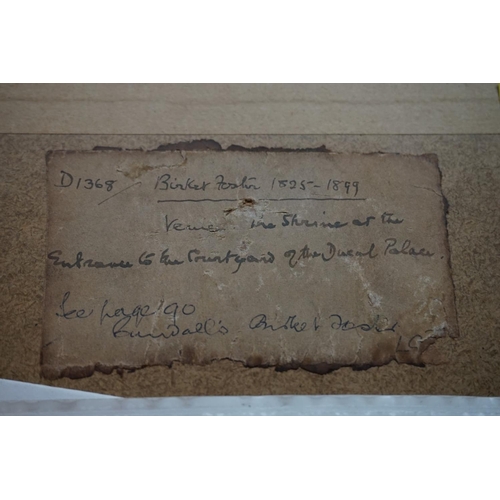 D1368 Birket Foster 1825-1899
The Shrine at the
Entrance to the Courtyard of the Ducal Palace.
See page 90
Cundall's Birket Foster